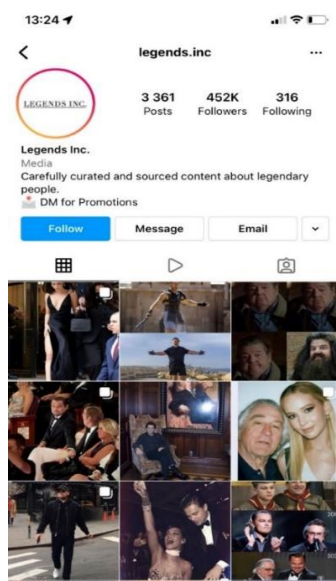 13:24
legends.inc
LEGENDS INC.
3 361 452K 316
Posts Followers Following
Legends Inc.
Media
Carefully curated and sourced content about legendary
people.
DM for Promotions
Follow Message Email